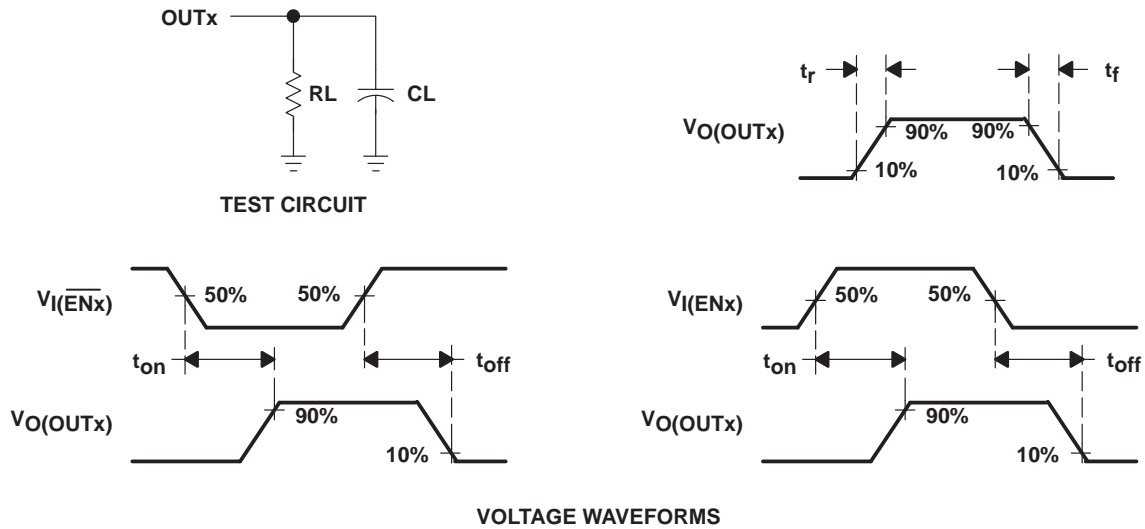 OUTx
RL
CL
TEST CIRCUIT
tr
tf
VO(OUTx)
90%
90%
10%
10%
VI(E̅N̅x̅)
50%
50%
ton
toff
VO(OUTx)
90%
10%
VI(ENx)
50%
50%
ton
toff
VO(OUTx)
90%
10%
VOLTAGE WAVEFORMS